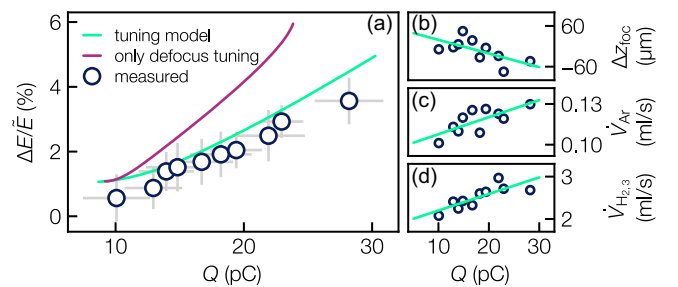 (a)
tuning model
only defocus tuning
measured
6
4
2
0
ΔE/Ẽ (%)
10
20
30
Q (pC)
(b)
60
−60
Δz_foc
(μm)
(c)
0.13
0.10
V̇_Ar
(ml/s)
(d)
3
2
V̇_H₂,₃
(ml/s)
0
10
20
30
Q (pC)